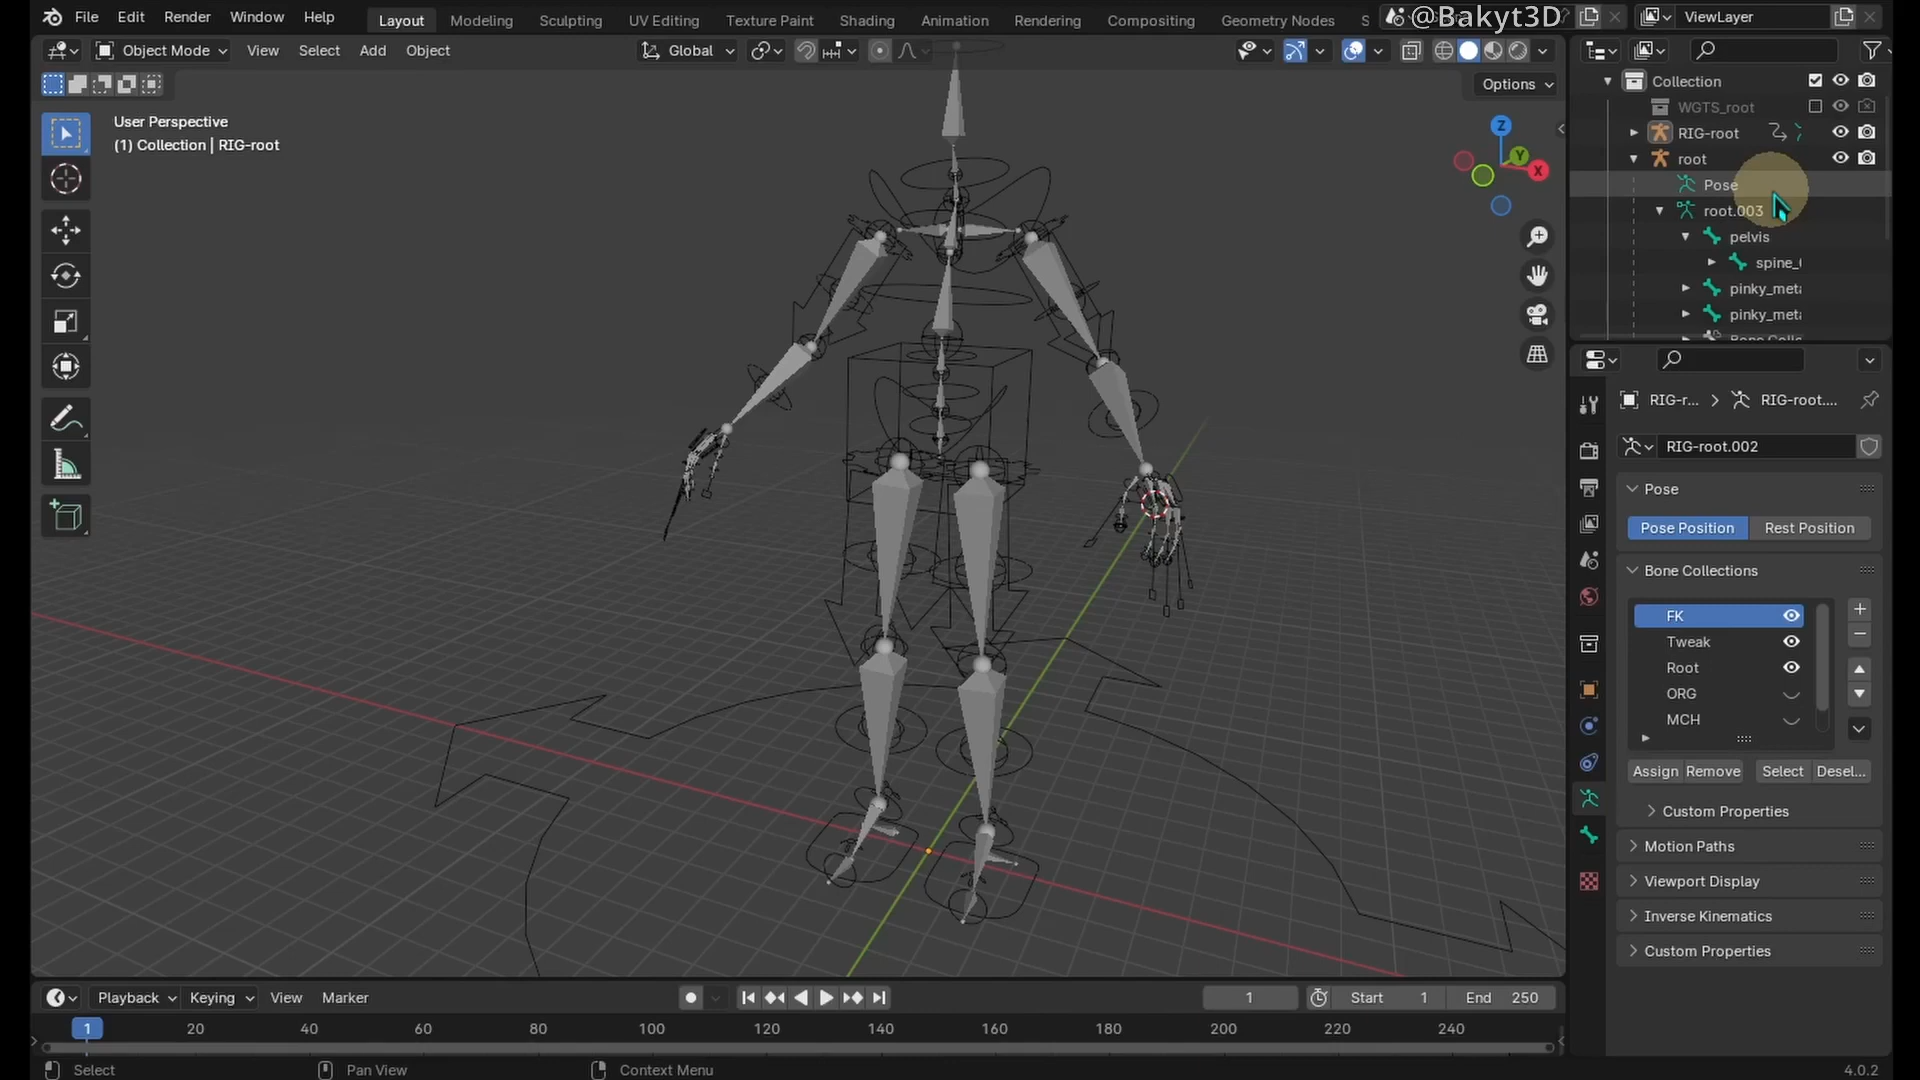 File Edit Render Window Help
Layout Modeling Sculpting UV Editing Texture Paint Shading Animation Rendering Compositing Geometry Nodes S
@Bakyt3D
ViewLayer
Object Mode View Select Add Object
Global
Options
User Perspective
(1) Collection | RIG-root
Z
Y
X
Collection
WGTS_root
RIG-root
root
Pose
root.003
pelvis
spine_
pinky_meta
pinky_meta
RIG-r... RIG-root....
RIG-root.002
Pose
Pose Position Rest Position
Bone Collections
FK
Tweak
Root
ORG
MCH
Assign Remove Select Desel...
Custom Properties
Motion Paths
Viewport Display
Inverse Kinematics
Custom Properties
Playback Keying View Marker
1 Start 1 End 250
1 20 40 60 80 100 120 140 160 180 200 220 240
Select Pan View Context Menu
4.0.2